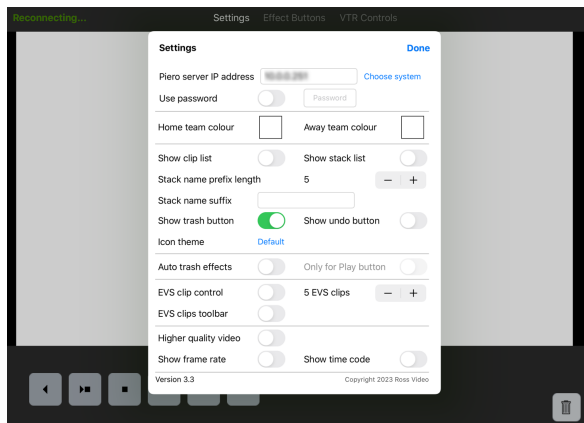 Reconnecting...
Settings Effect Buttons VTR Controls
Settings Done
Piero server IP address Choose system
Use password Password
Home team colour Away team colour
Show clip list Show stack list
Stack name prefix length 5 − +
Stack name suffix
Show trash button Show undo button
Icon theme Default
Auto trash effects Only for Play button
EVS clip control 5 EVS clips − +
EVS clips toolbar
Higher quality video
Show frame rate Show time code
Version 3.3 Copyright 2023 Ross Video